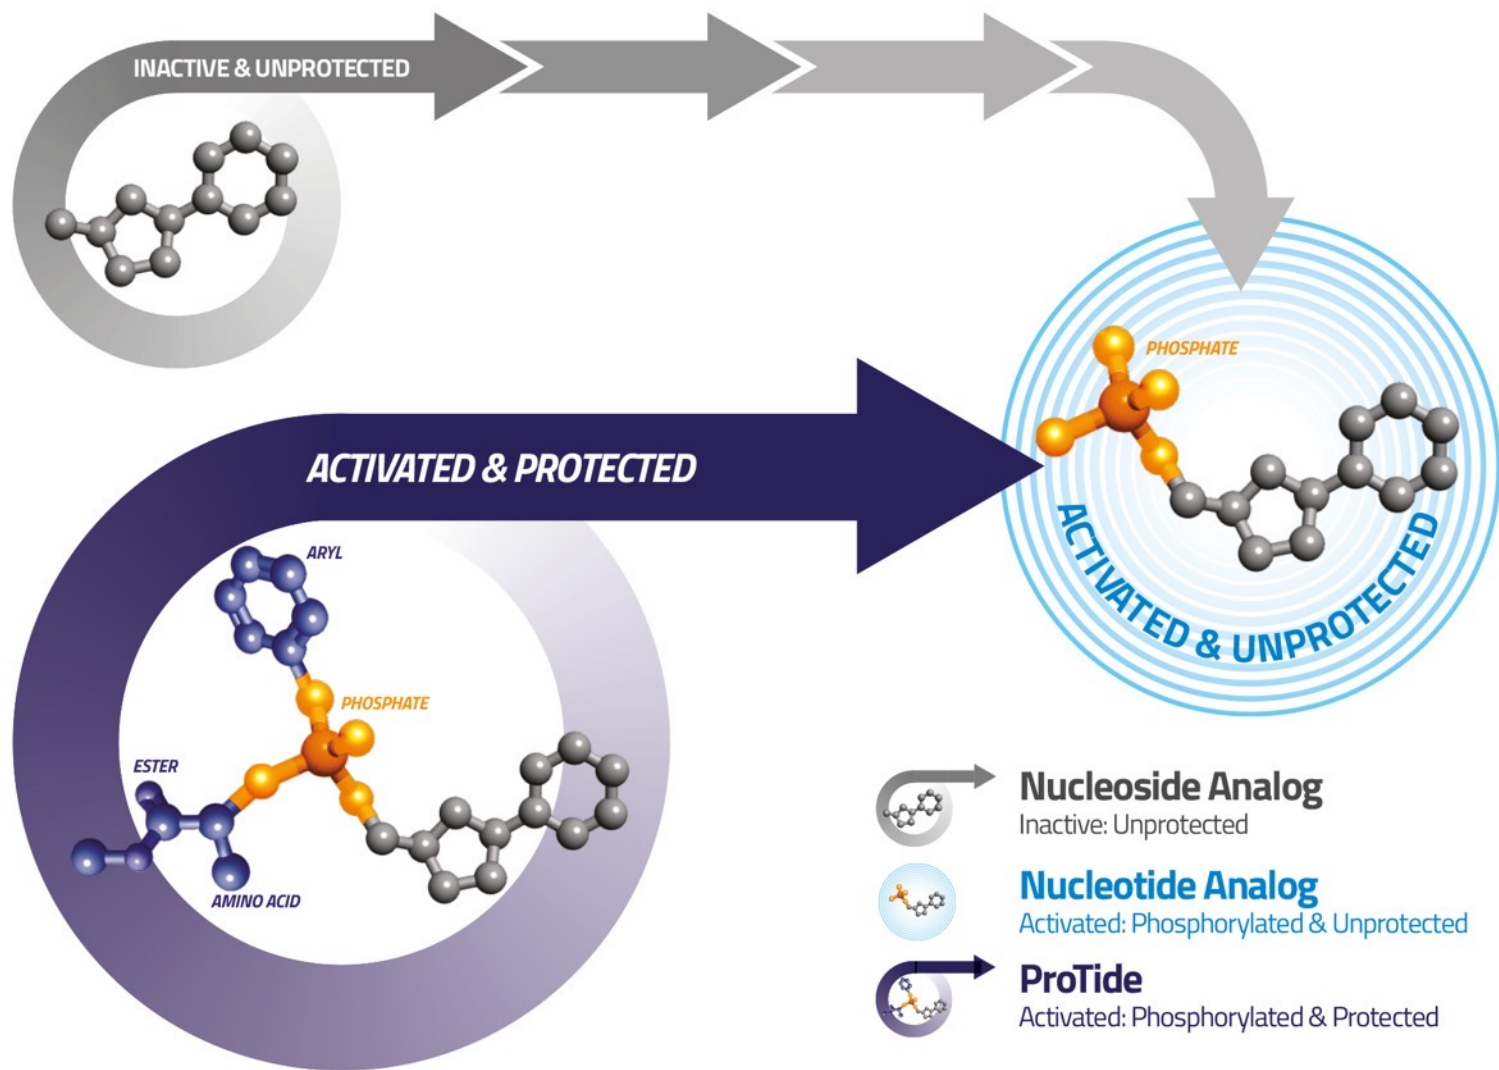 INACTIVE & UNPROTECTED
PHOSPHATE
ACTIVATED & PROTECTED
ACTIVATED & UNPROTECTED
ARYL
PHOSPHATE
ESTER
AMINO ACID
Nucleoside Analog
Inactive: Unprotected
Nucleotide Analog
Activated: Phosphorylated & Unprotected
ProTide
Activated: Phosphorylated & Protected